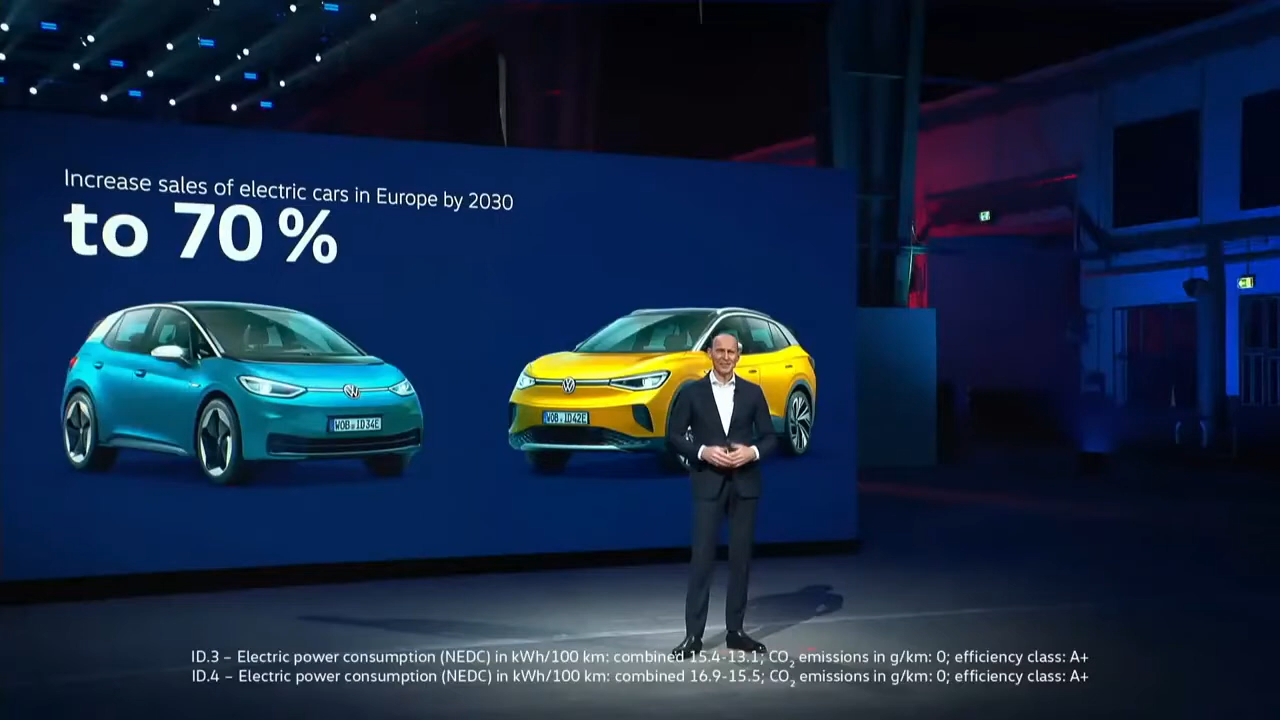 Increase sales of electric cars in Europe by 2030
to 70 %
WOB ID34E
WOB ID42E
ID.3 – Electric power consumption (NEDC) in kWh/100 km: combined 15.4-13.1; CO₂ emissions in g/km: 0; efficiency class: A+
ID.4 – Electric power consumption (NEDC) in kWh/100 km: combined 16.9-15.5; CO₂ emissions in g/km: 0; efficiency class: A+